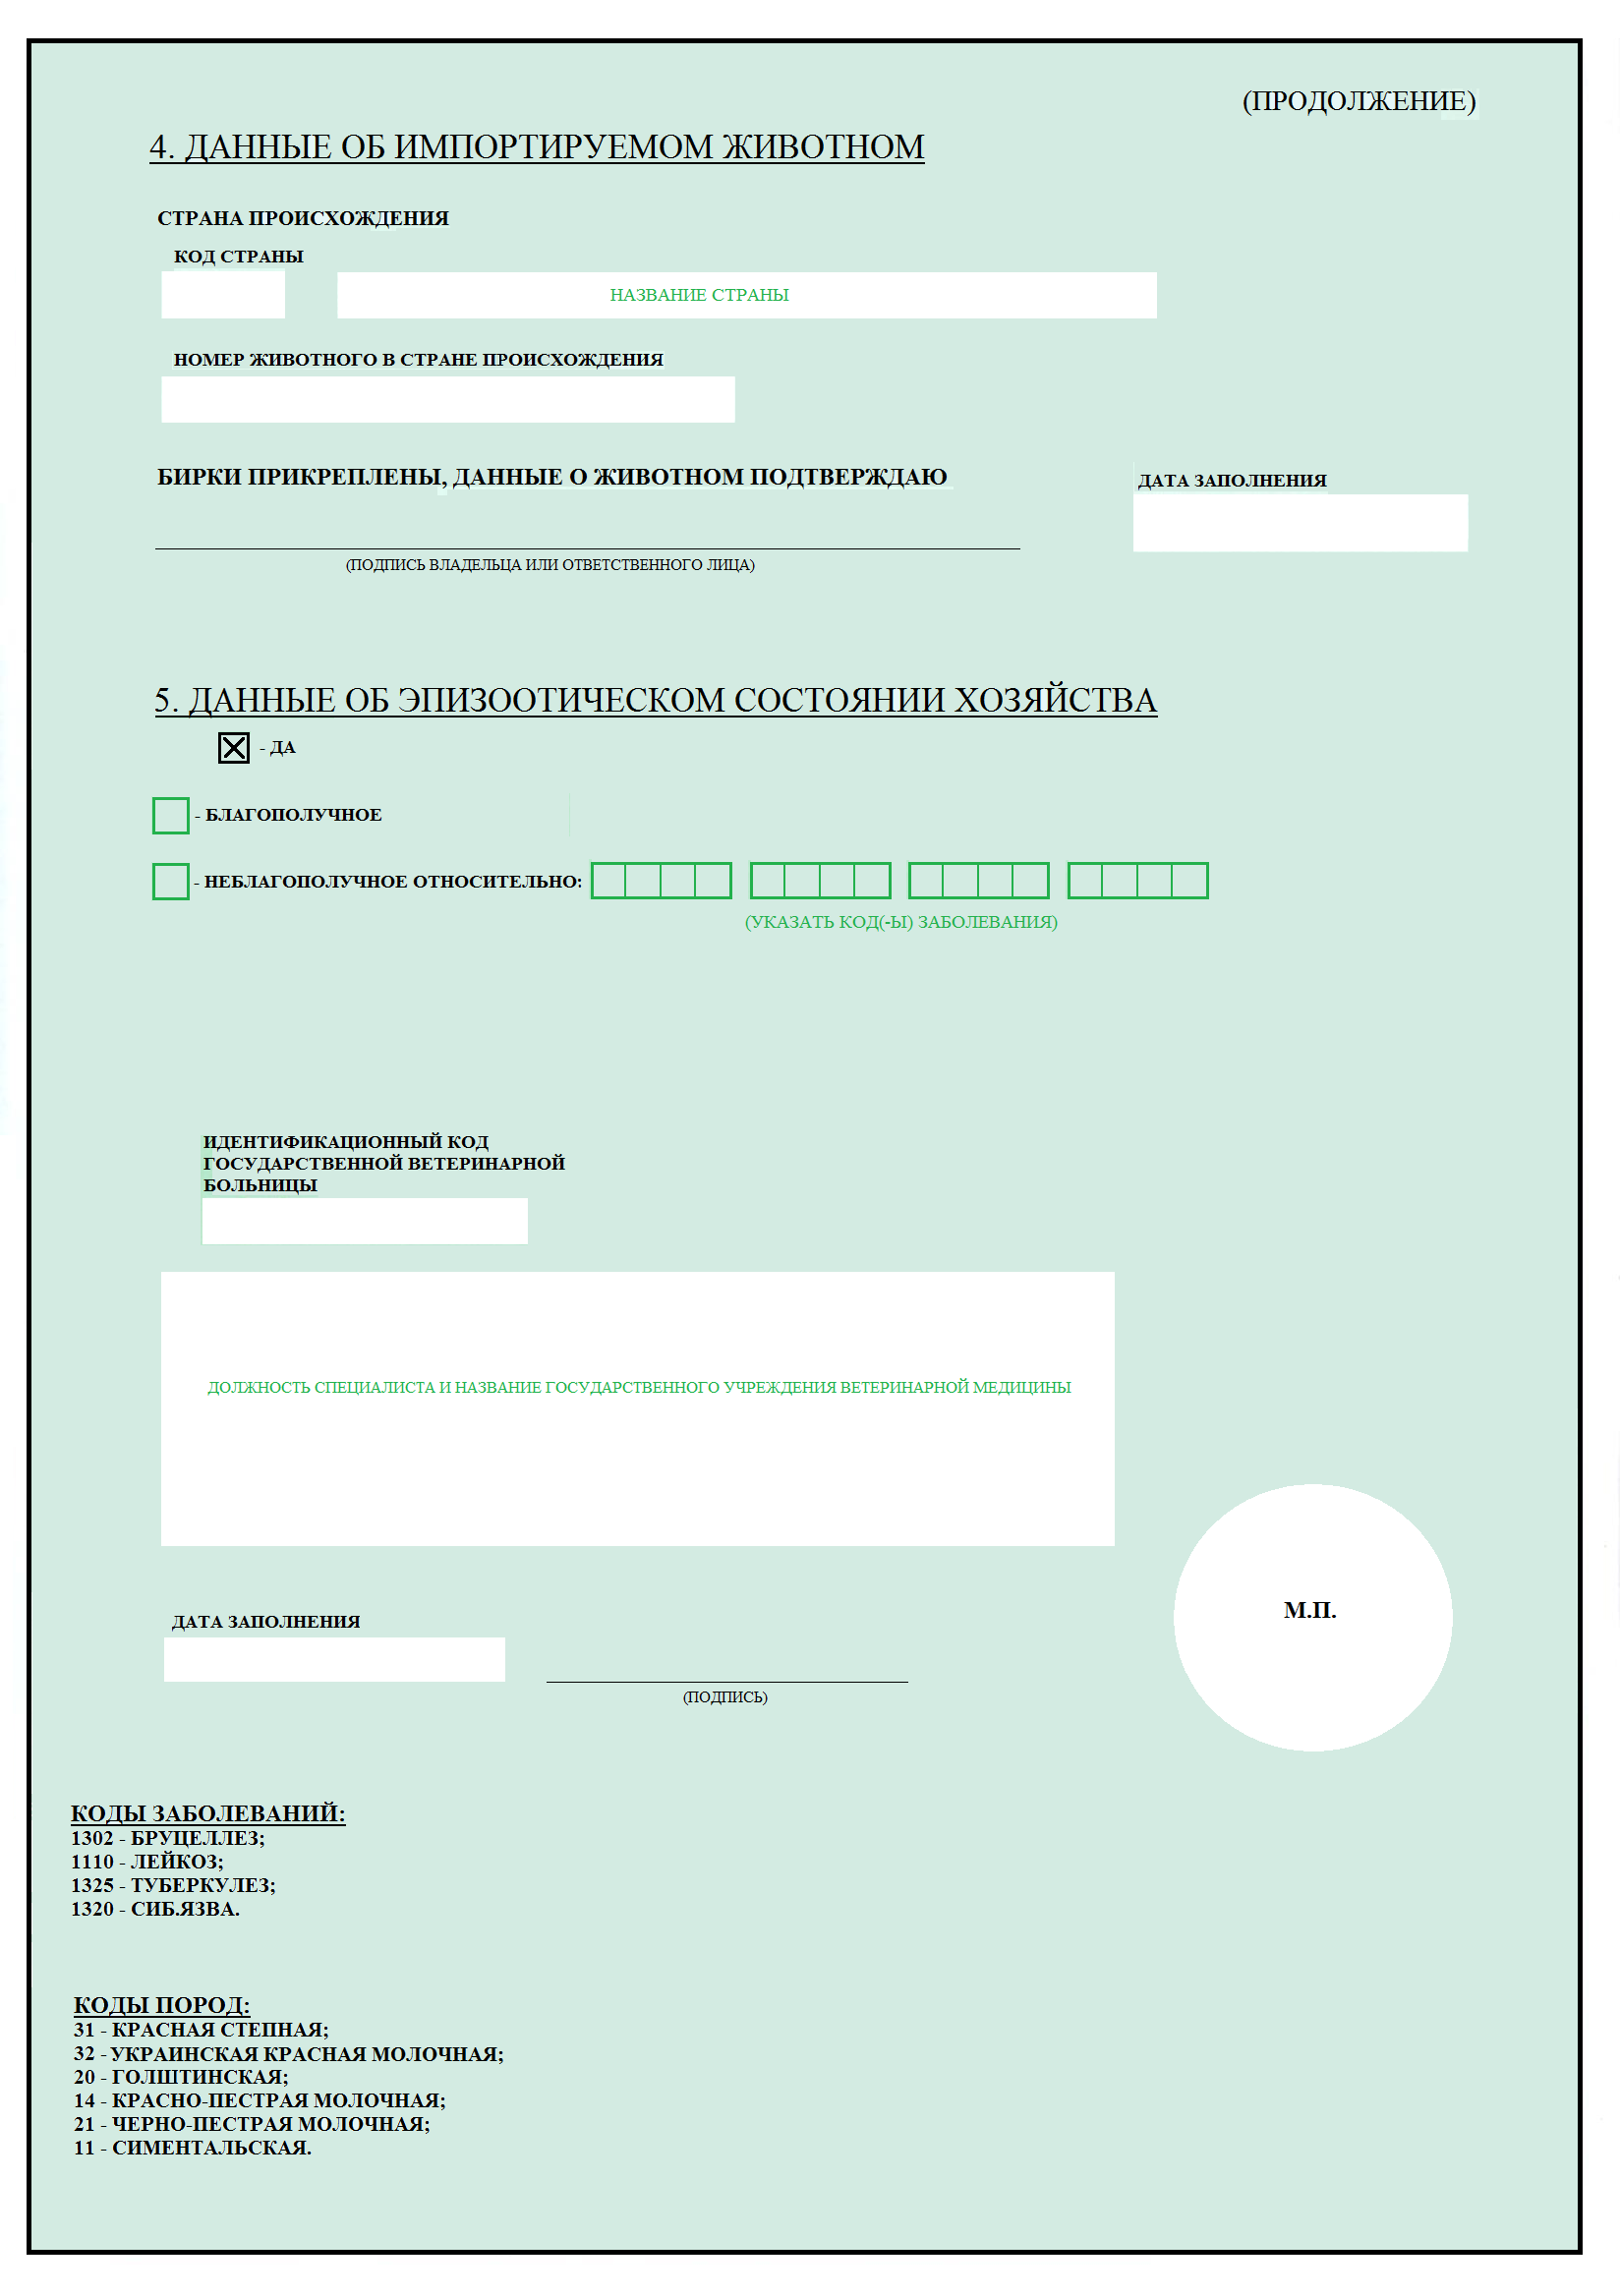 (ПРОДОЛЖЕНИЕ)
4. ДАННЫЕ ОБ ИМПОРТИРУЕМОМ ЖИВОТНОМ
СТРАНА ПРОИСХОЖДЕНИЯ
КОД СТРАНЫ
НАЗВАНИЕ СТРАНЫ
НОМЕР ЖИВОТНОГО В СТРАНЕ ПРОИСХОЖДЕНИЯ
БИРКИ ПРИКРЕПЛЕНЫ, ДАННЫЕ О ЖИВОТНОМ ПОДТВЕРЖДАЮ
ДАТА ЗАПОЛНЕНИЯ
(ПОДПИСЬ ВЛАДЕЛЬЦА ИЛИ ОТВЕТСТВЕННОГО ЛИЦА)
5. ДАННЫЕ ОБ ЭПИЗООТИЧЕСКОМ СОСТОЯНИИ ХОЗЯЙСТВА
- ДА
- БЛАГОПОЛУЧНОЕ
- НЕБЛАГОПОЛУЧНОЕ ОТНОСИТЕЛЬНО:
(УКАЗАТЬ КОД(-Ы) ЗАБОЛЕВАНИЯ)
ИДЕНТИФИКАЦИОННЫЙ КОД
ГОСУДАРСТВЕННОЙ ВЕТЕРИНАРНОЙ
БОЛЬНИЦЫ
ДОЛЖНОСТЬ СПЕЦИАЛИСТА И НАЗВАНИЕ ГОСУДАРСТВЕННОГО УЧРЕЖДЕНИЯ ВЕТЕРИНАРНОЙ МЕДИЦИНЫ
М.П.
ДАТА ЗАПОЛНЕНИЯ
(ПОДПИСЬ)
КОДЫ ЗАБОЛЕВАНИЙ:
1302 - БРУЦЕЛЛЕЗ;
1110 - ЛЕЙКОЗ;
1325 - ТУБЕРКУЛЕЗ;
1320 - СИБ.ЯЗВА.
КОДЫ ПОРОД:
31 - КРАСНАЯ СТЕПНАЯ;
32 - УКРАИНСКАЯ КРАСНАЯ МОЛОЧНАЯ;
20 - ГОЛШТИНСКАЯ;
14 - КРАСНО-ПЕСТРАЯ МОЛОЧНАЯ;
21 - ЧЕРНО-ПЕСТРАЯ МОЛОЧНАЯ;
11 - СИМЕНТАЛЬСКАЯ.